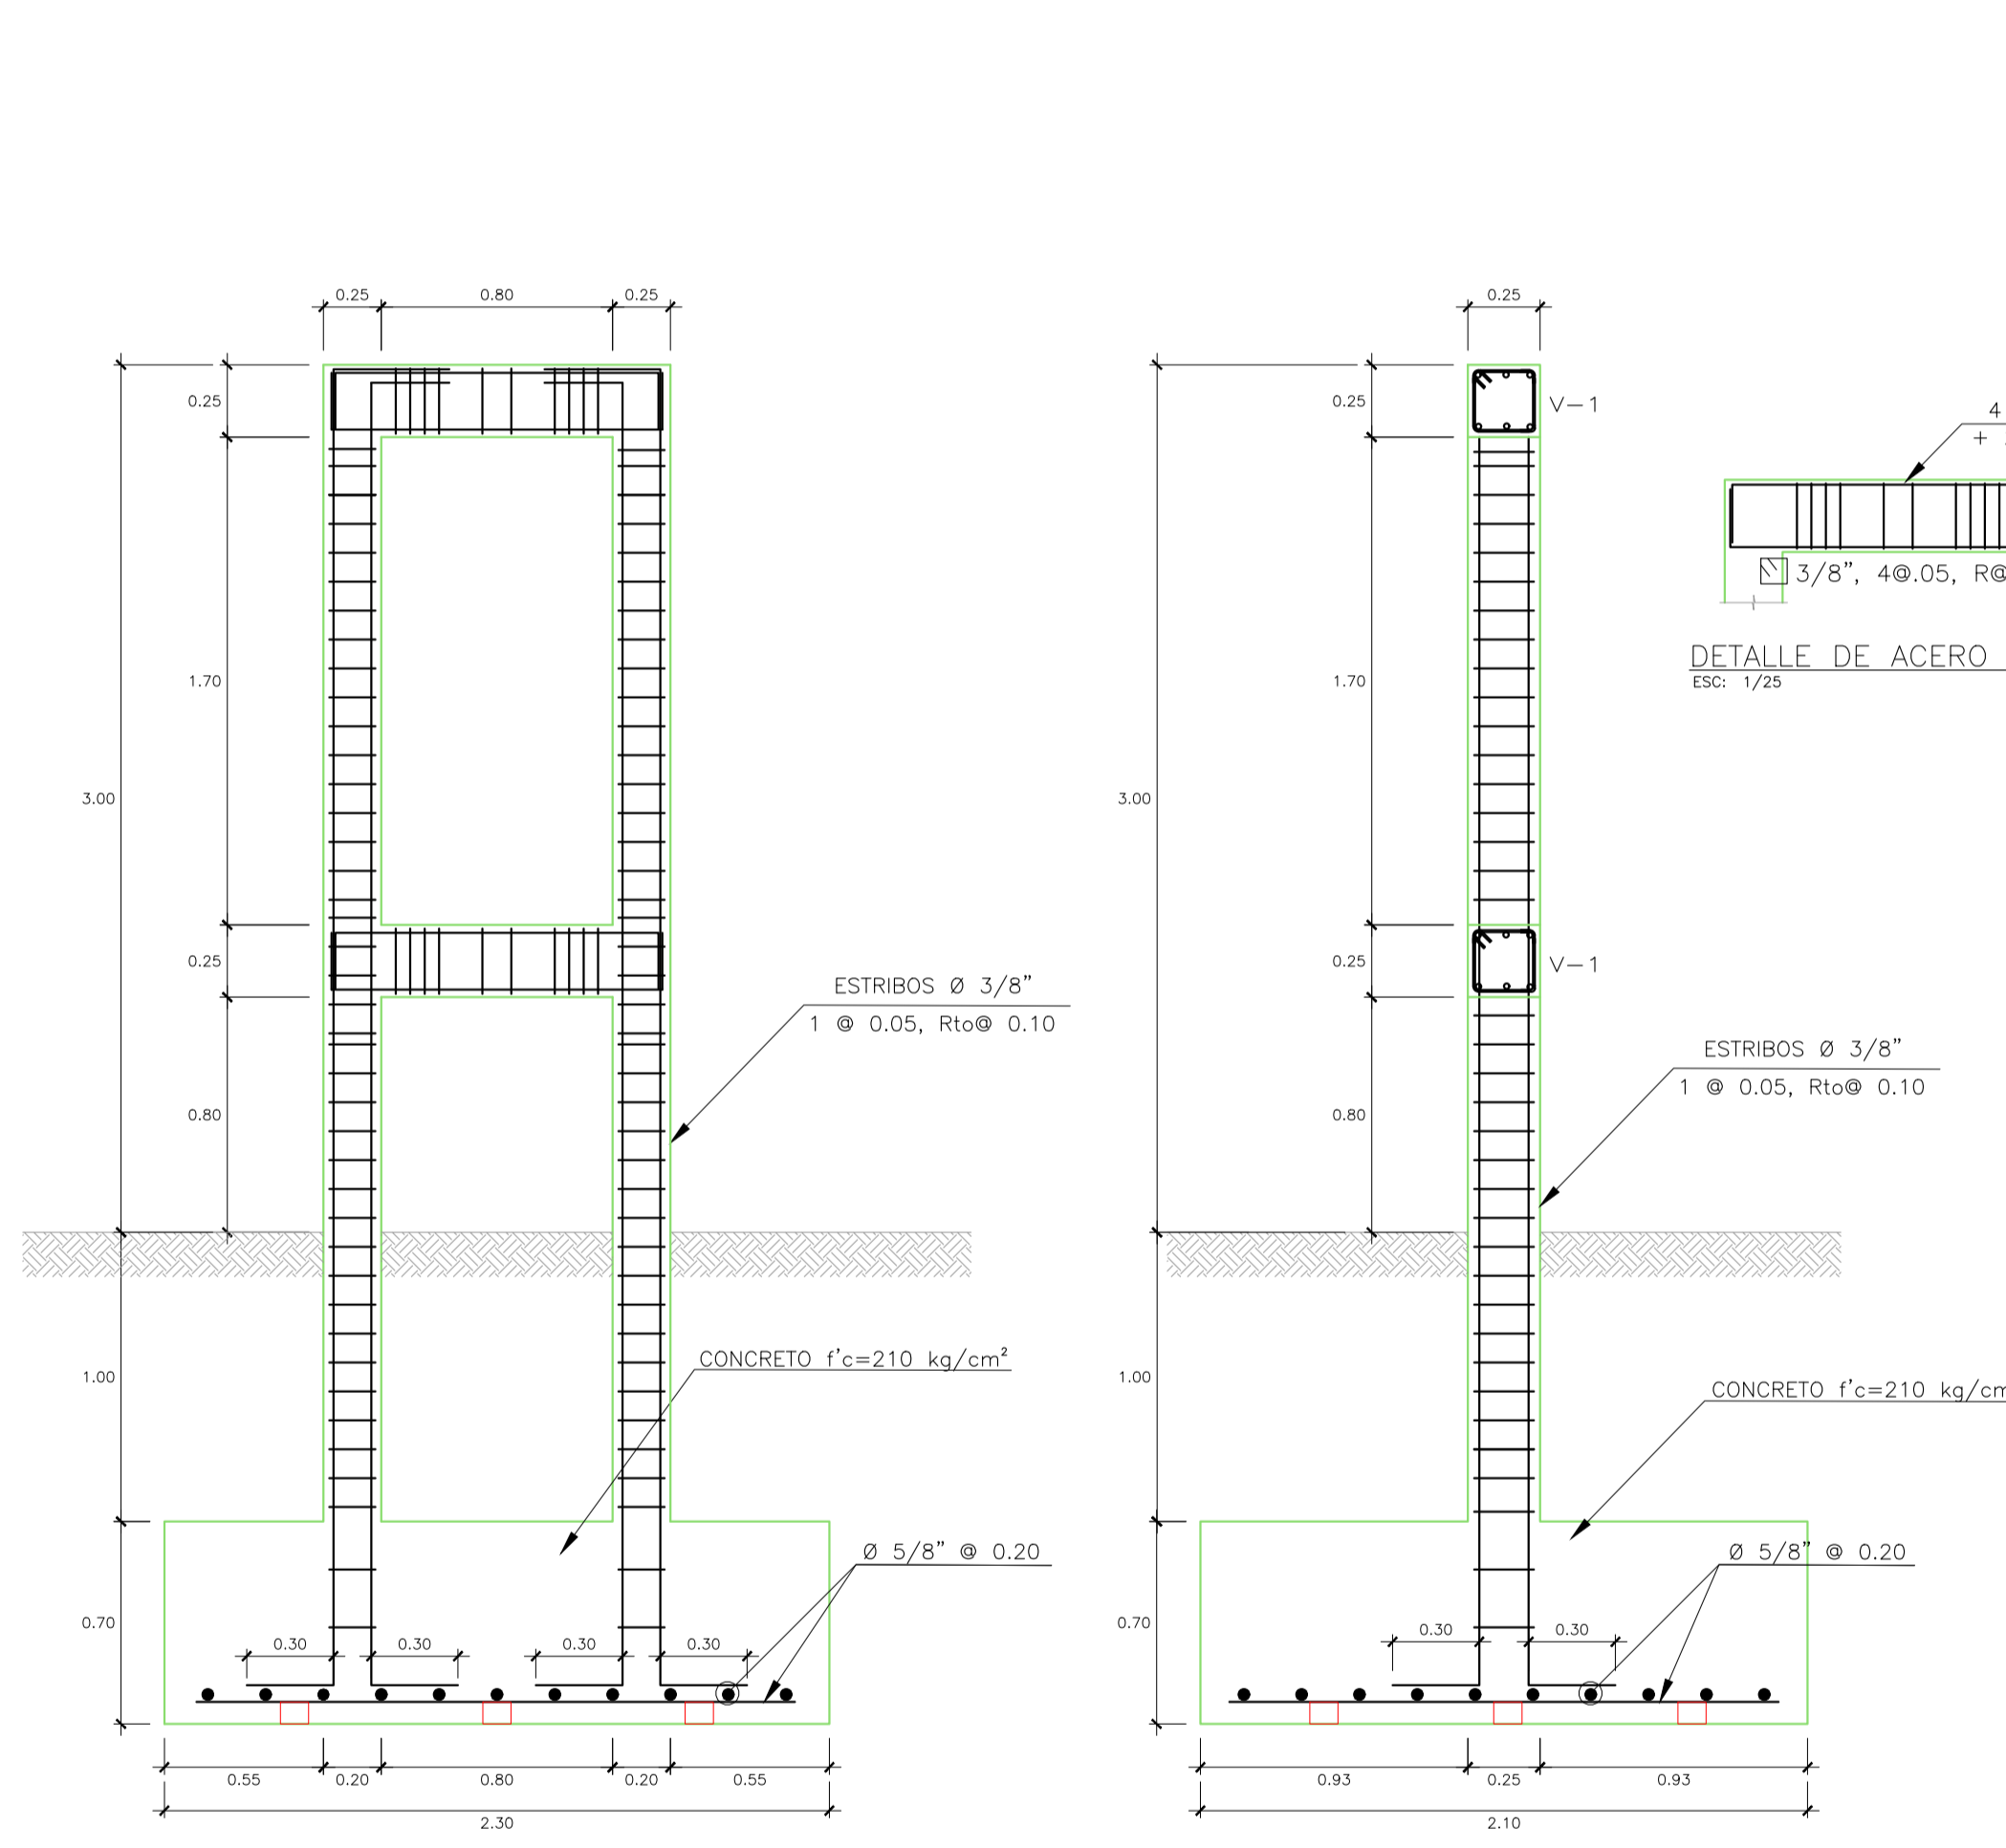 0.25 0.80 0.25
0.25
1.70
3.00
0.25
0.80
ESTRIBOS Ø 3/8"
1 @ 0.05, Rto@ 0.10
1.00
CONCRETO f'c=210 kg/cm²
Ø 5/8" @ 0.20
0.70
0.30 0.30 0.30 0.30
0.55 0.20 0.80 0.20 0.55
2.30
0.25
0.25
V-1
1.70
3.00
0.25
V-1
0.80
ESTRIBOS Ø 3/8"
1 @ 0.05, Rto@ 0.10
1.00
CONCRETO f'c=210 kg/cm
Ø 5/8" @ 0.20
0.70
0.30 0.30
0.93 0.25 0.93
2.10
4
+
3/8", 4@.05, R@
DETALLE DE ACERO
ESC: 1/25